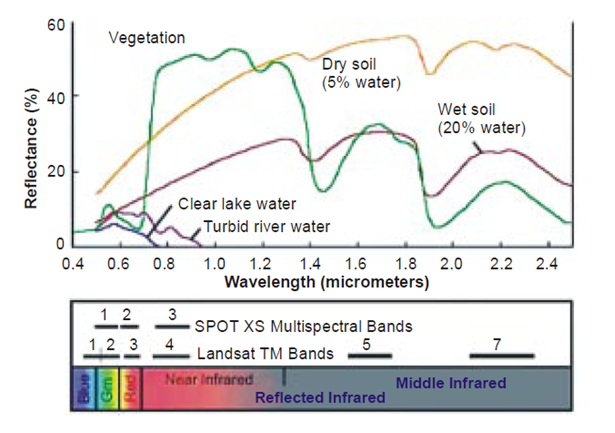 60
40
20
0
Reflectance (%)
Vegetation
Dry soil
(5% water)
Wet soil
(20% water)
Clear lake water
Turbid river water
0.4 0.6 0.8 1.0 1.2 1.4 1.6 1.8 2.0 2.2 2.4
Wavelength (micrometers)
1 2 3
SPOT XS Multispectral Bands
1 2 3 4 Landsat TM Bands 5 7
Blue Grn Red Near Infrared Middle Infrared
Reflected Infrared